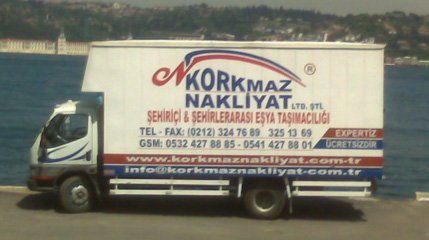 KORKMAZ ®
NAKLİYAT LTD. ŞTİ.
ŞEHİRİÇİ & ŞEHİRLERARASI EŞYA TAŞIMACILIĞI
TEL - FAX: (0212) 324 76 89 325 13 69
EXPERTİZ
GSM: 0532 427 88 85 - 0541 427 88 01
ÜCRETSİZDİR
www.korkmaznakliyat.com-tr
info@korkmaznakliyat.com-tr